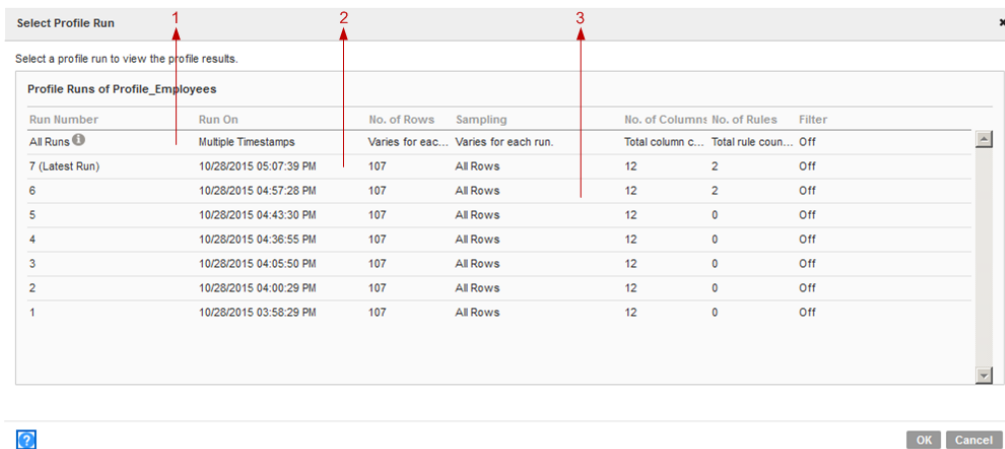 1 2 3
Select Profile Run
Select a profile run to view the profile results.
Profile Runs of Profile_Employees
Run Number Run On No. of Rows Sampling No. of Columns No. of Rules Filter
All Runs Multiple Timestamps Varies for eac... Varies for each run. Total column c... Total rule coun... Off
7 (Latest Run) 10/28/2015 05:07:39 PM 107 All Rows 12 2 Off
6 10/28/2015 04:57:28 PM 107 All Rows 12 2 Off
5 10/28/2015 04:43:30 PM 107 All Rows 12 0 Off
4 10/28/2015 04:36:55 PM 107 All Rows 12 0 Off
3 10/28/2015 04:05:50 PM 107 All Rows 12 0 Off
2 10/28/2015 04:00:29 PM 107 All Rows 12 0 Off
1 10/28/2015 03:58:29 PM 107 All Rows 12 0 Off
OK Cancel